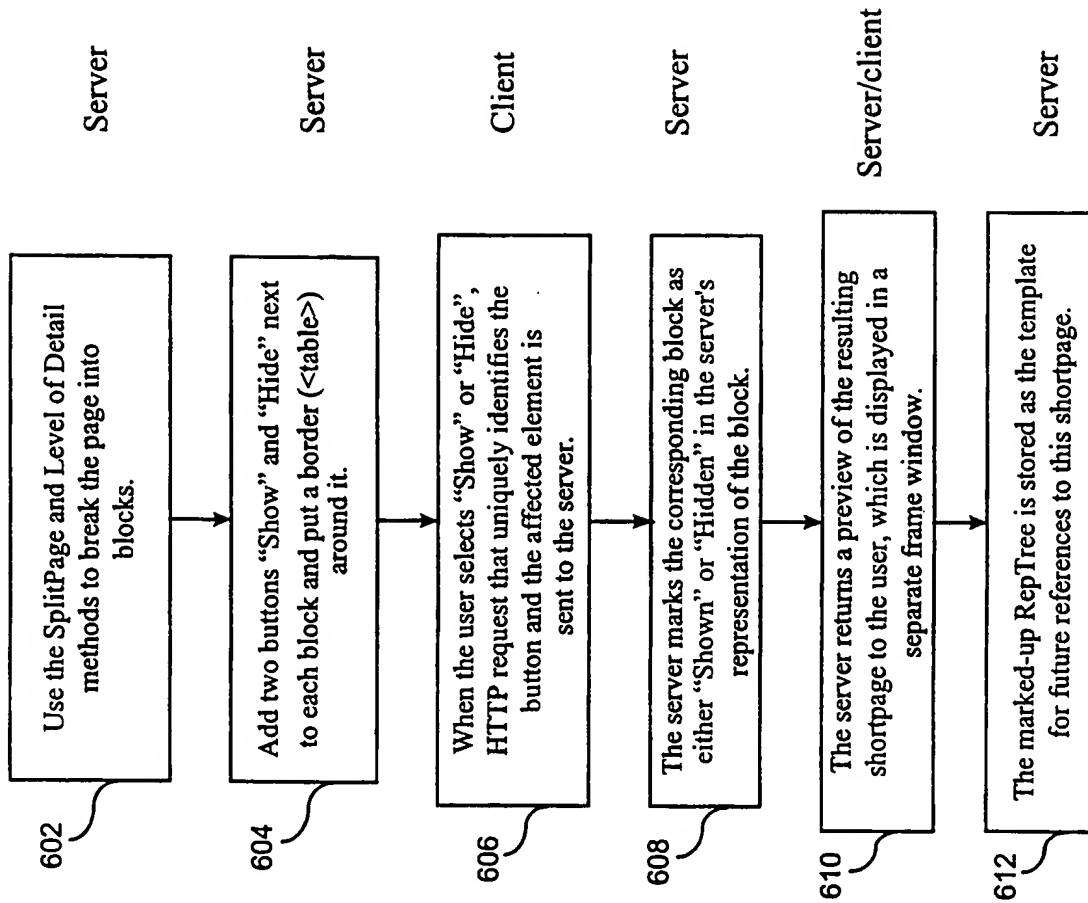 Use the SplitPage and Level of Detail
methods to break the page into
blocks.
Server
602
Add two buttons “Show” and “Hide” next
to each block and put a border (<table>)
around it.
Server
604
When the user selects “Show” or “Hide”,
HTTP request that uniquely identifies the
button and the affected element is
sent to the server.
Client
606
The server marks the corresponding block as
either “Shown” or “Hidden” in the server's
representation of the block.
Server
608
The server returns a preview of the resulting
shortpage to the user, which is displayed in a
separate frame window.
Server/client
610
The marked-up RepTree is stored as the template
for future references to this shortpage.
Server
612